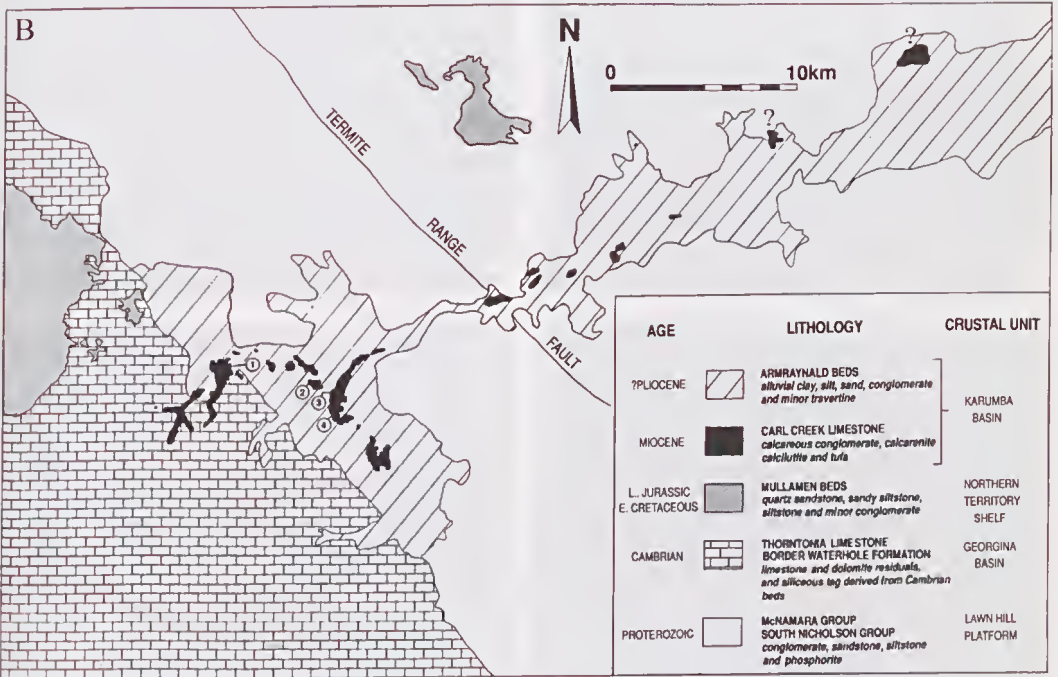 B
N
0 10km
?
?
TERMITE
RANGE
FAULT
1
2
3
4
AGE LITHOLOGY CRUSTAL UNIT
?PLIOCENE
ARMRAYNALD BEDS
alluvial clay, silt, sand, conglomerate
and minor travertine
KARUMBA
BASIN
MIOCENE
CARL CREEK LIMESTONE
calcareous conglomerate, calcarenite
calcilutite and tufa
L. JURASSIC
E. CRETACEOUS
MULLAMEN BEDS
quartz sandstone, sandy siltstone,
siltstone and minor conglomerate
NORTHERN
TERRITORY
SHELF
CAMBRIAN
THORNTONIA LIMESTONE
BORDER WATERHOLE FORMATION
limestone and dolomite residuals,
and siliceous lag derived from Cambrian
beds
GEORGINA
BASIN
PROTEROZOIC
McNAMARA GROUP
SOUTH NICHOLSON GROUP
conglomerate, sandstone, siltstone
and phosphorite
LAWN HILL
PLATFORM